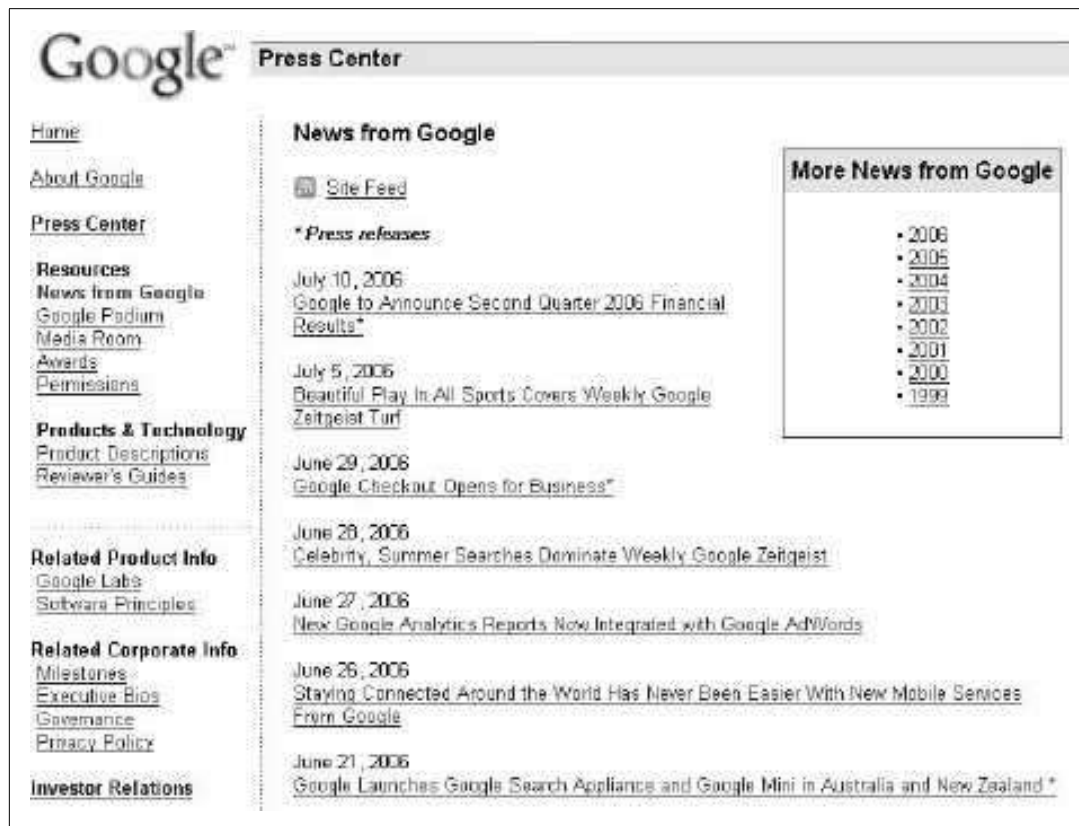 Google™
Press Center
Home
About Google
Press Center
Resources
News from Google
Google Podium
Media Room
Awards
Permissions
Products & Technology
Product Descriptions
Reviewer's Guides
Related Product Info
Google Labs
Software Principles
Related Corporate Info
Milestones
Executive Bios
Governance
Privacy Policy
Investor Relations
News from Google
Site Feed
* Press releases
July 10, 2006
Google to Announce Second Quarter 2006 Financial
Results*
July 5, 2006
Beautiful Play In All Sports Covers Weekly Google
Zeitgeist Turf
June 29, 2006
Google Checkout Opens for Business*
June 28, 2006
Celebrity, Summer Searches Dominate Weekly Google Zeitgeist
June 27, 2006
New Google Analytics Reports Now Integrated with Google AdWords
June 26, 2006
Staying Connected Around the World Has Never Been Easier With New Mobile Services
From Google
June 21, 2006
Google Launches Google Search Appliance and Google Mini in Australia and New Zealand *
More News from Google
• 2006
• 2005
• 2004
• 2003
• 2002
• 2001
• 2000
• 1999